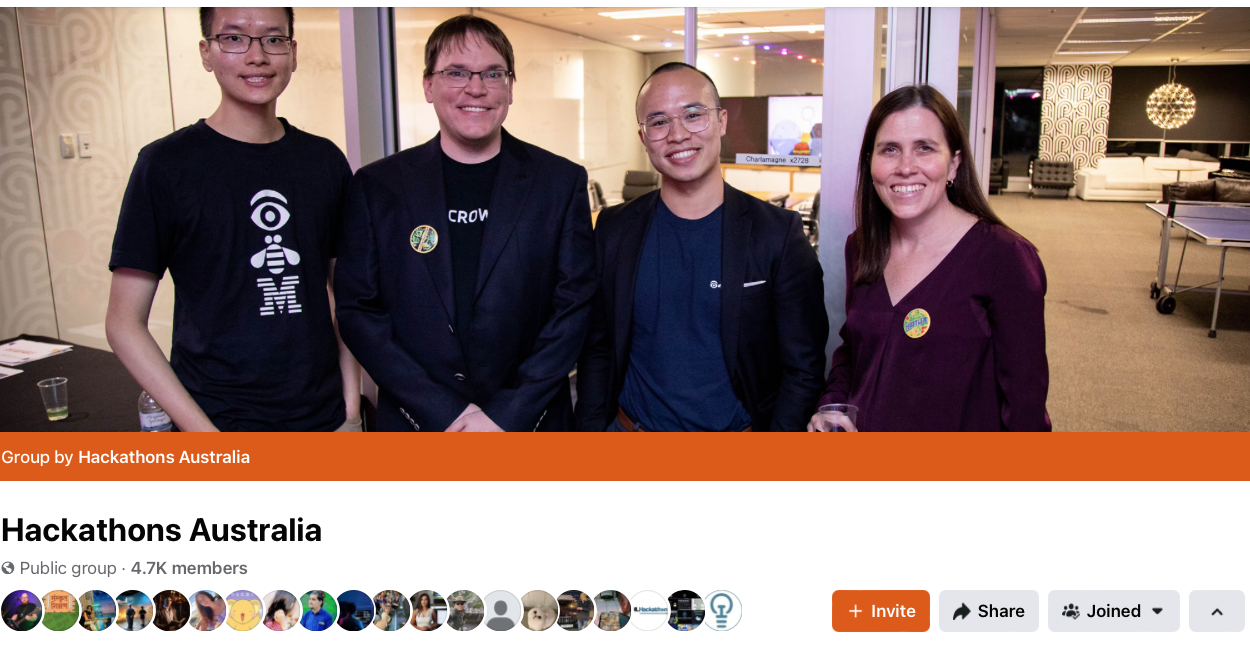 CROW
Charlamagne x2728
M
Group by Hackathons Australia
Hackathons Australia
Public group · 4.7K members
Invite
Share
Joined